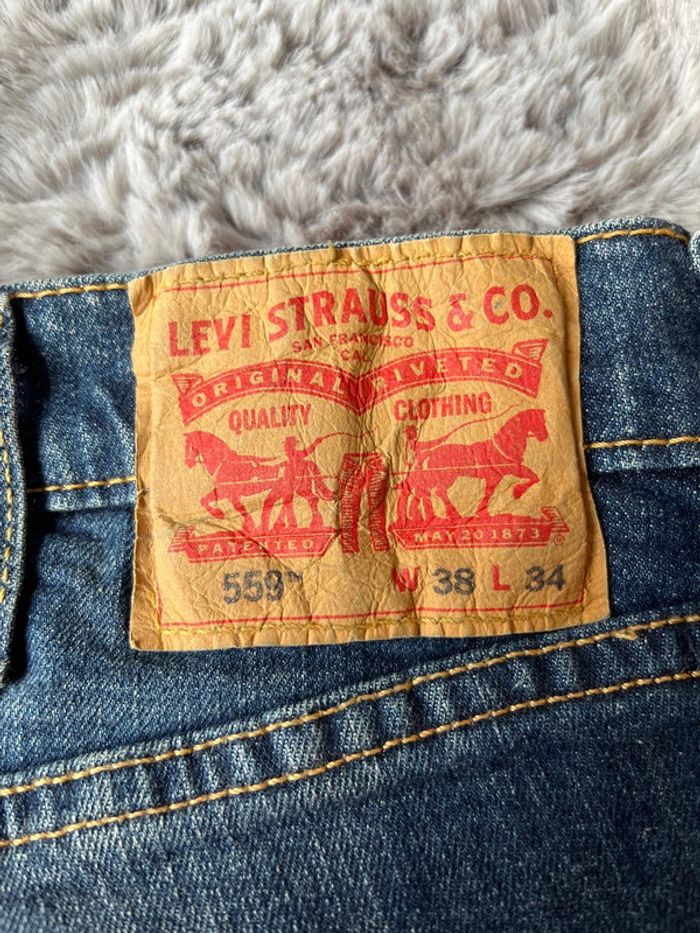 LEVI STRAUSS & CO.
SAN FRANCISCO
CAL
ORIGINAL RIVETED
QUALITY CLOTHING
PATENTED MAY 20 1873 ®
559™ W 38 L 34